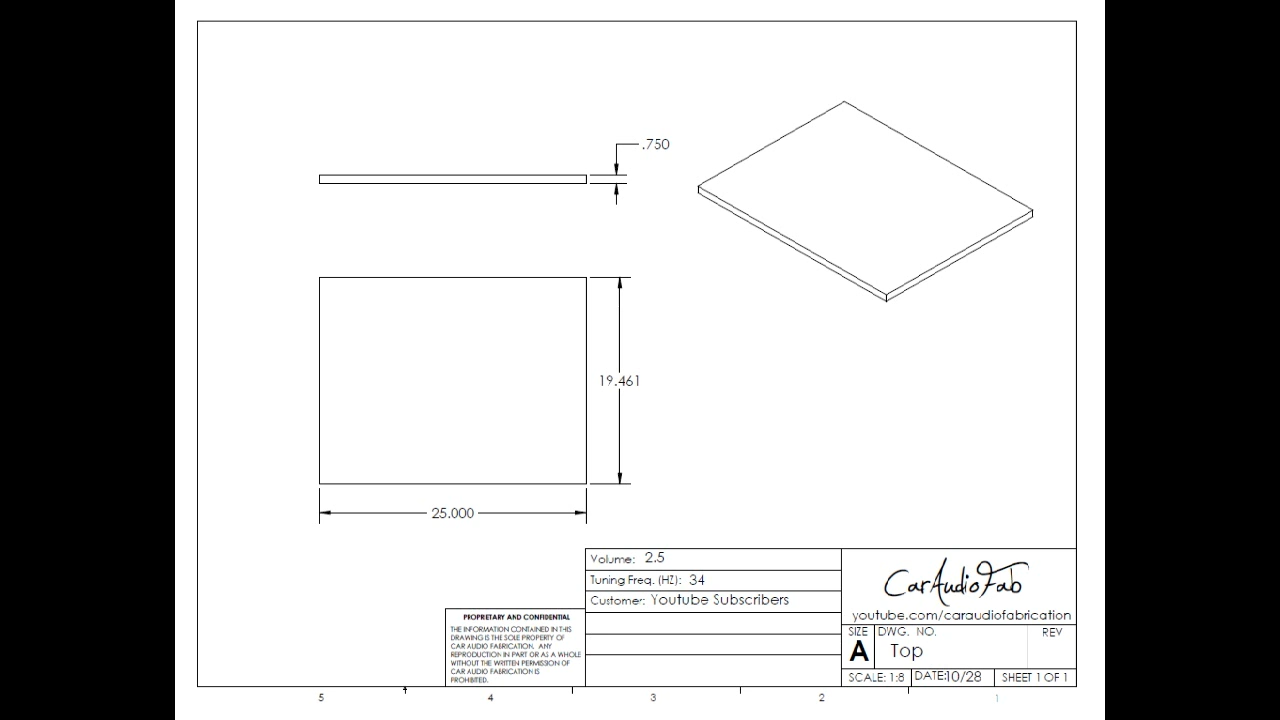 .750
19.461
25.000
Volume: 2.5
Tuning Freq. (HZ): 34
Customer: Youtube Subscribers
PROPRETARY AND CONFIDENTIAL
THE INFORMATION CONTAINED IN THIS
DRAWING IS THE SOLE PROPERTY OF
CAR AUDIO FABRICATION. ANY
REPRODUCTION IN PART OR AS A WHOLE
WITHOUT THE WRITTEN PERMISSION OF
CAR AUDIO FABRICATION IS
PROHIBITED.
CarAudioFab
youtube.com/caraudiofabrication
SIZE DWG. NO. REV
A Top
SCALE: 1:8 DATE:10/28 SHEET 1 OF 1
5 4 3 2 1